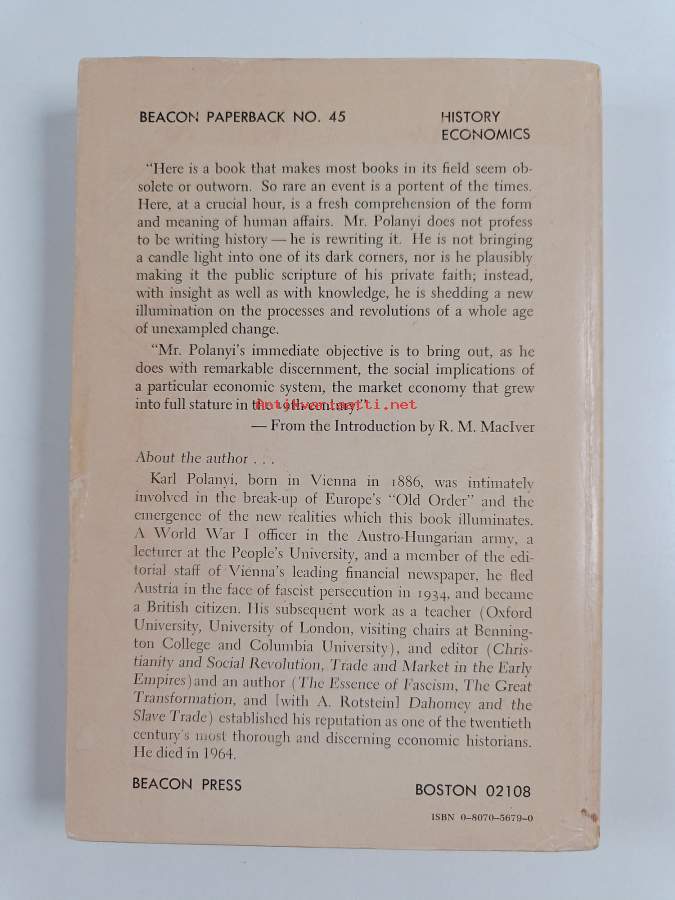 BEACON PAPERBACK NO. 45 HISTORY
ECONOMICS
"Here is a book that makes most books in its field seem ob-
solete or outworn. So rare an event is a portent of the times.
Here, at a crucial hour, is a fresh comprehension of the form
and meaning of human affairs. Mr. Polanyi does not profess
to be writing history — he is rewriting it. He is not bringing
a candle light into one of its dark corners, nor is he plausibly
making it the public scripture of his private faith; instead,
with insight as well as with knowledge, he is shedding a new
illumination on the processes and revolutions of a whole age
of unexampled change.
"Mr. Polanyi's immediate objective is to bring out, as he
does with remarkable discernment, the social implications of
a particular economic system, the market economy that grew
into full stature in the 19th century."
Antikvariaatti.net
— From the Introduction by R. M. MacIver
About the author . . .
Karl Polanyi, born in Vienna in 1886, was intimately
involved in the break-up of Europe's "Old Order" and the
emergence of the new realities which this book illuminates.
A World War I officer in the Austro-Hungarian army, a
lecturer at the People's University, and a member of the edi-
torial staff of Vienna's leading financial newspaper, he fled
Austria in the face of fascist persecution in 1934, and became
a British citizen. His subsequent work as a teacher (Oxford
University, University of London, visiting chairs at Benning-
ton College and Columbia University), and editor (Chris-
tianity and Social Revolution, Trade and Market in the Early
Empires) and an author (The Essence of Fascism, The Great
Transformation, and [with A. Rotstein] Dahomey and the
Slave Trade) established his reputation as one of the twentieth
century's most thorough and discerning economic historians.
He died in 1964.
BEACON PRESS BOSTON 02108
ISBN 0-8070-5679-0